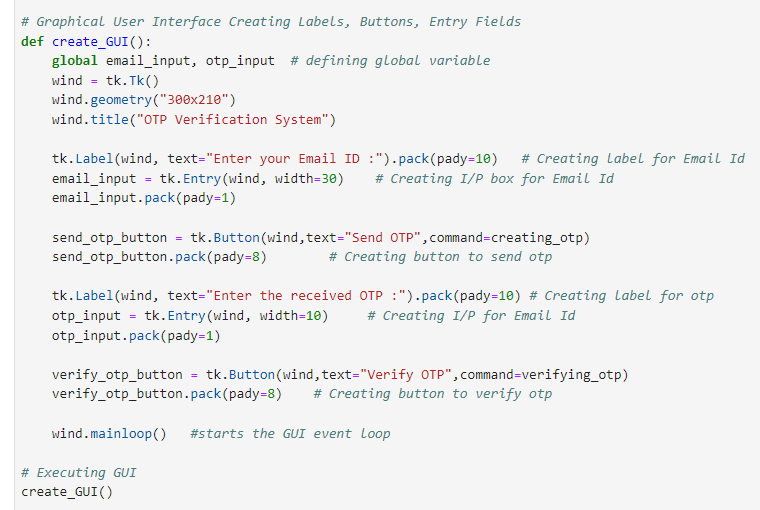 # Graphical User Interface Creating Labels, Buttons, Entry Fields
def create_GUI():
    global email_input, otp_input  # defining global variable
    wind = tk.Tk()
    wind.geometry("300x210")
    wind.title("OTP Verification System")

    tk.Label(wind, text="Enter your Email ID :").pack(pady=10)   # Creating label for Email Id
    email_input = tk.Entry(wind, width=30)    # Creating I/P box for Email Id
    email_input.pack(pady=1)

    send_otp_button = tk.Button(wind,text="Send OTP",command=creating_otp)
    send_otp_button.pack(pady=8)        # Creating button to send otp

    tk.Label(wind, text="Enter the received OTP :").pack(pady=10) # Creating label for otp
    otp_input = tk.Entry(wind, width=10)     # Creating I/P for Email Id
    otp_input.pack(pady=1)

    verify_otp_button = tk.Button(wind,text="Verify OTP",command=verifying_otp)
    verify_otp_button.pack(pady=8)    # Creating button to verify otp

    wind.mainloop()   #starts the GUI event loop

# Executing GUI
create_GUI()